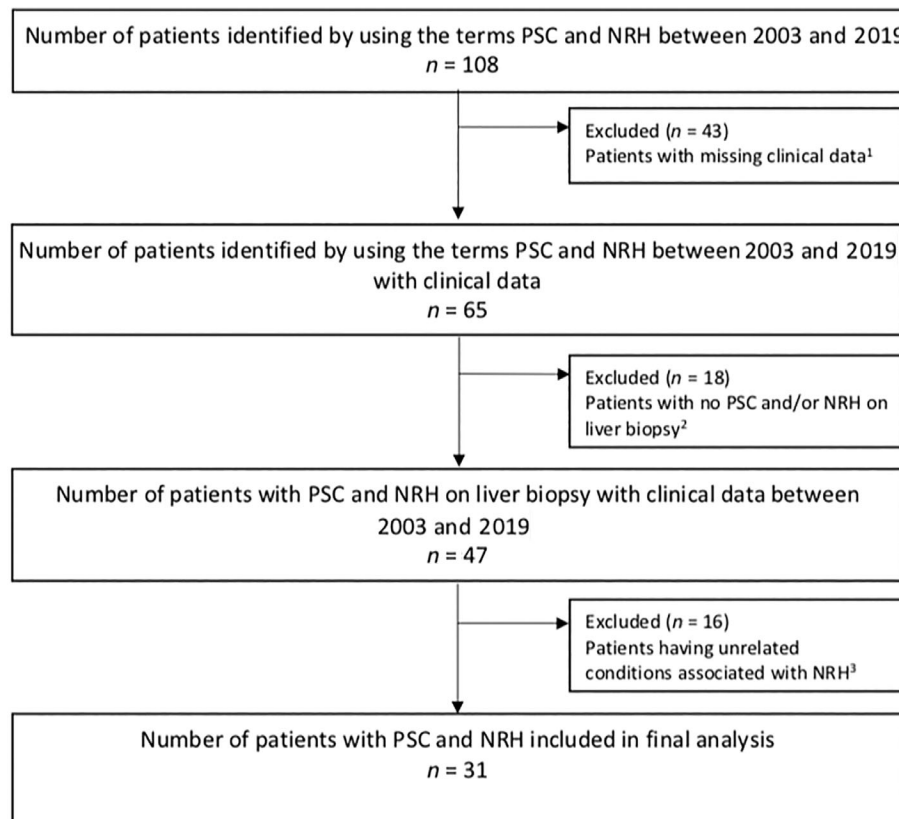 Number of patients identified by using the terms PSC and NRH between 2003 and 2019
n = 108
Excluded (n = 43)
Patients with missing clinical data¹
Number of patients identified by using the terms PSC and NRH between 2003 and 2019
with clinical data
n = 65
Excluded (n = 18)
Patients with no PSC and/or NRH on
liver biopsy²
Number of patients with PSC and NRH on liver biopsy with clinical data between
2003 and 2019
n = 47
Excluded (n = 16)
Patients having unrelated
conditions associated with NRH³
Number of patients with PSC and NRH included in final analysis
n = 31